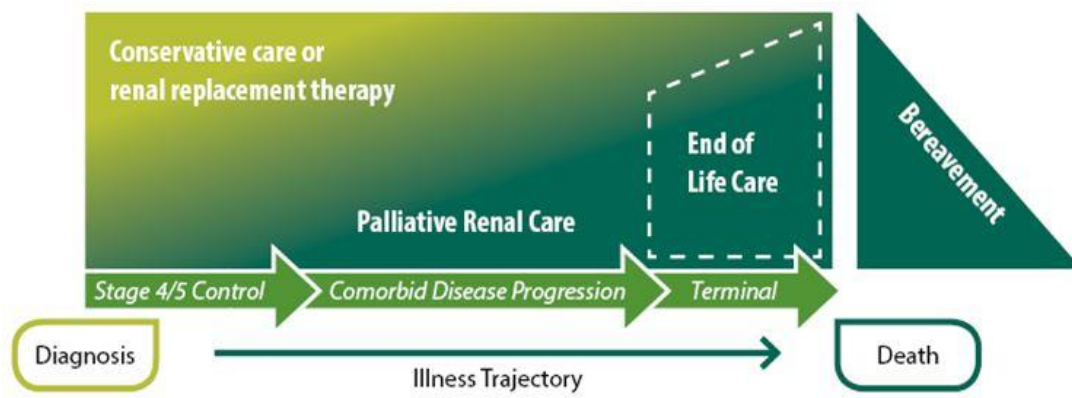 Conservative care or
renal replacement therapy
End of
Life Care
Palliative Renal Care
Bereavement
Stage 4/5 Control
Comorbid Disease Progression
Terminal
Diagnosis
Illness Trajectory
Death